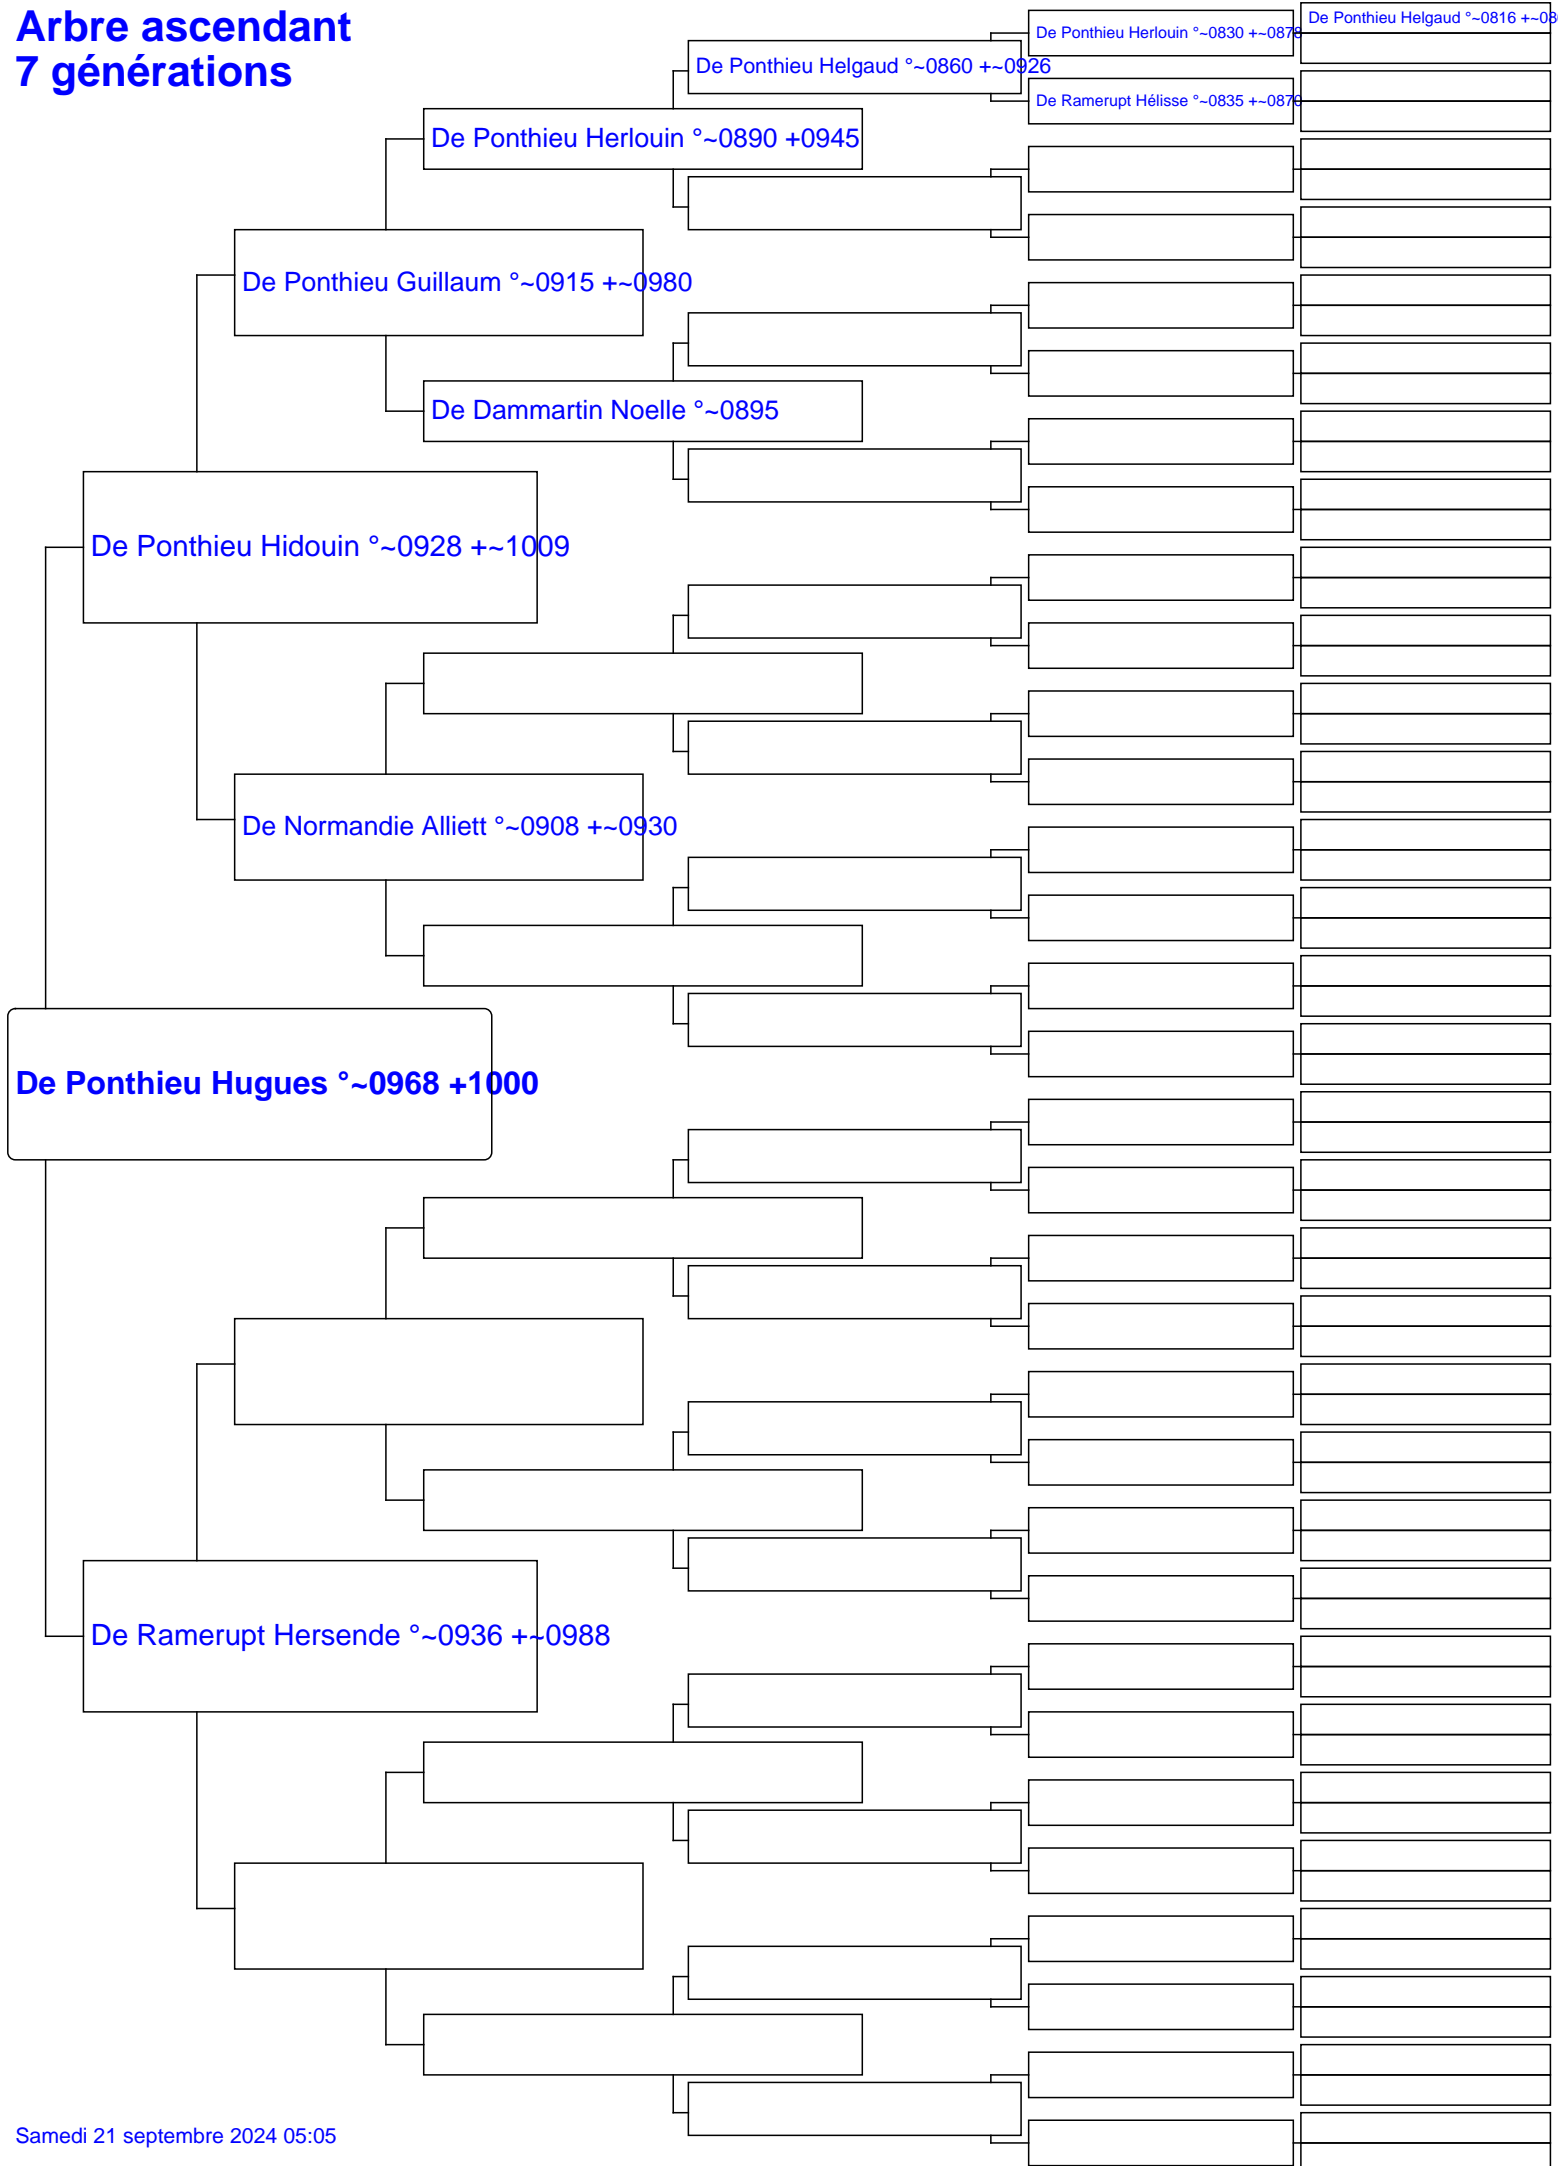 Arbre ascendant
7 générations
De Ponthieu Helgaud °~0816 +~08
De Ponthieu Herlouin °~0830 +~0878
De Ponthieu Helgaud °~0860 +~0926
De Ramerupt Hélisse °~0835 +~0870
De Ponthieu Herlouin °~0890 +0945
De Ponthieu Guillaum °~0915 +~0980
De Dammartin Noelle °~0895
De Ponthieu Hidouin °~0928 +~1009
De Normandie Alliett °~0908 +~0930
De Ponthieu Hugues °~0968 +1000
De Ramerupt Hersende °~0936 +~0988
Samedi 21 septembre 2024 05:05